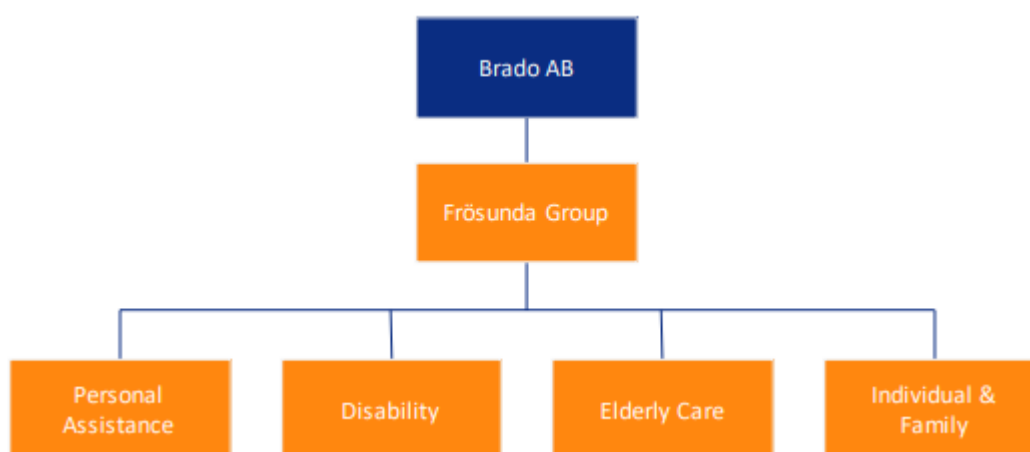 Brado AB
Frösunda Group
Personal
Assistance
Disability
Elderly Care
Individual &
Family